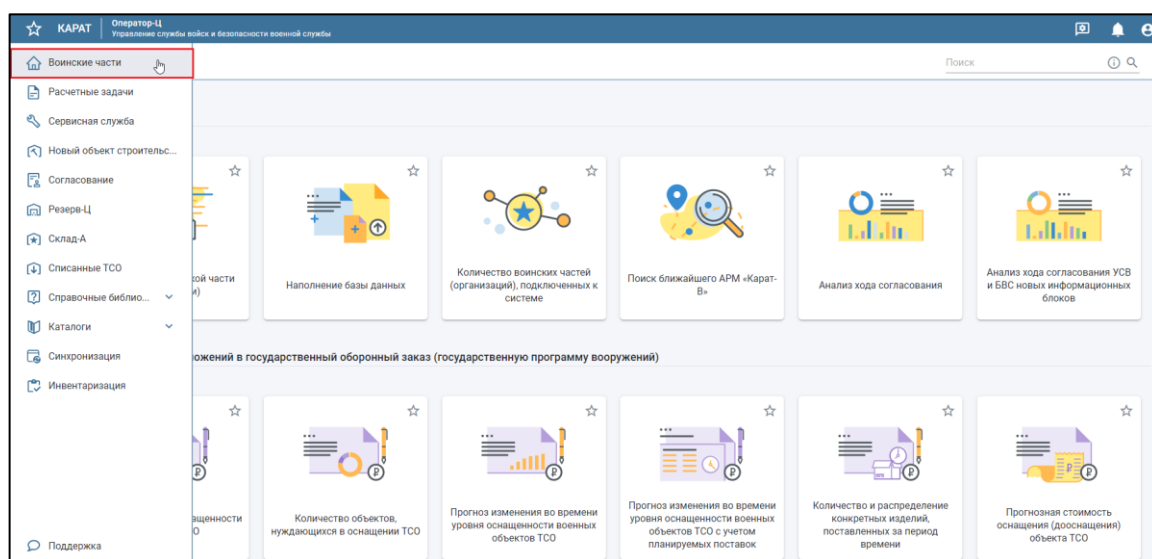 КАРАТ
Оператор-Ц
Управление службы войск и безопасности военной службы
Воинские части
Поиск
Расчетные задачи
Сервисная служба
Новый объект строительс...
Согласование
Резерв-Ц
Склад-А
Списанные ТСО
Справочные библио...
Каталоги
Синхронизация
Инвентаризация
Поддержка
кой части
и)
Наполнение базы данных
Количество воинских частей
(организаций), подключенных к
системе
Поиск ближайшего АРМ «Карат-
В»
Анализ хода согласования
Анализ хода согласования УСВ
и БВС новых информационных
блоков
ожений в государственный оборонный заказ (государственную программу вооружений)
ащенности
О
Количество объектов,
нуждающихся в оснащении ТСО
Прогноз изменения во времени
уровня оснащенности военных
объектов ТСО
Прогноз изменения во времени
уровня оснащенности военных
объектов ТСО с учетом
планируемых поставок
Количество и распределение
конкретных изделий,
поставленных за период
времени
Прогнозная стоимость
оснащения (дооснащения)
объекта ТСО